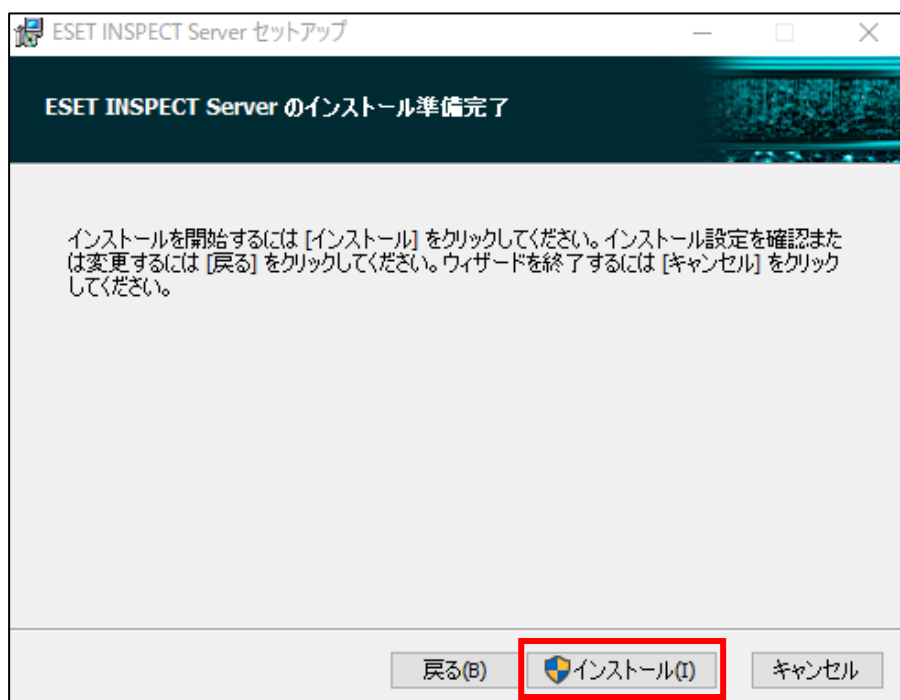 ESET INSPECT Server セットアップ
ESET INSPECT Server のインストール準備完了
インストールを開始するには [インストール] をクリックしてください。インストール設定を確認また
は変更するには [戻る] をクリックしてください。ウィザードを終了するには [キャンセル] をクリック
してください。
戻る(B)
インストール(I)
キャンセル